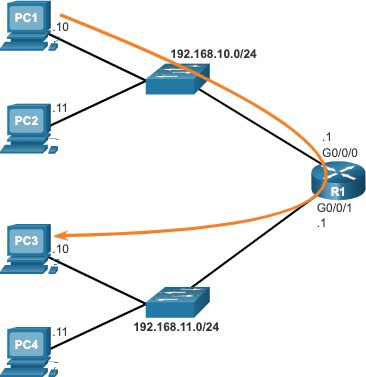 PC1
.10
192.168.10.0/24
PC2
.11
.1
G0/0/0
R1
G0/0/1
.1
PC3
.10
PC4
.11
192.168.11.0/24